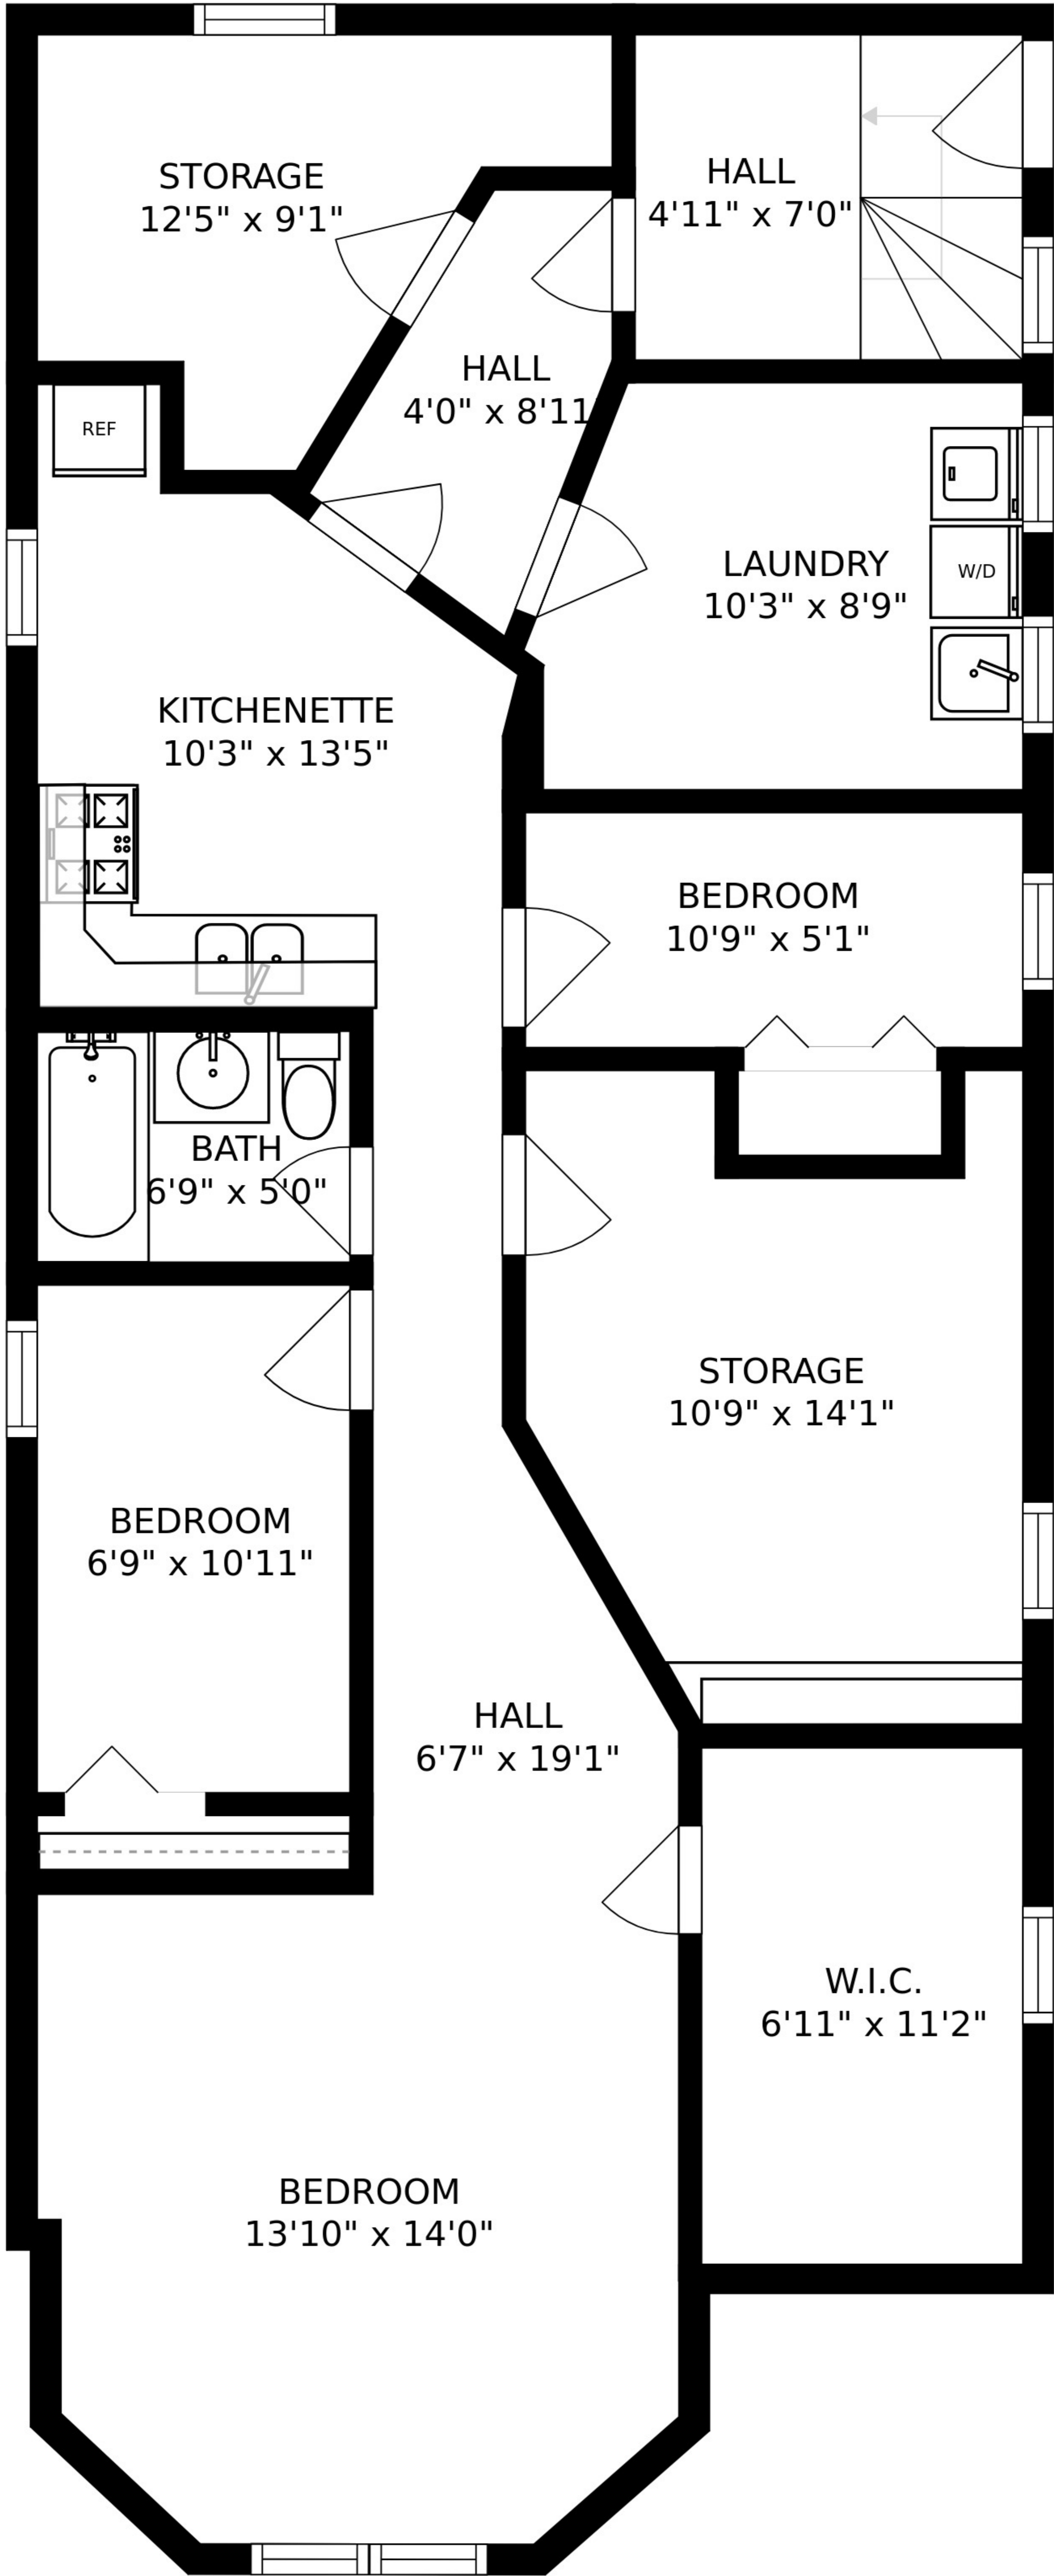 STORAGE
12'5" x 9'1"
HALL
4'11" x 7'0"
HALL
4'0" x 8'11
REF
LAUNDRY
10'3" x 8'9"
W/D
KITCHENETTE
10'3" x 13'5"
BEDROOM
10'9" x 5'1"
BATH
6'9" x 5'0"
STORAGE
10'9" x 14'1"
BEDROOM
6'9" x 10'11"
HALL
6'7" x 19'1"
W.I.C.
6'11" x 11'2"
BEDROOM
13'10" x 14'0"